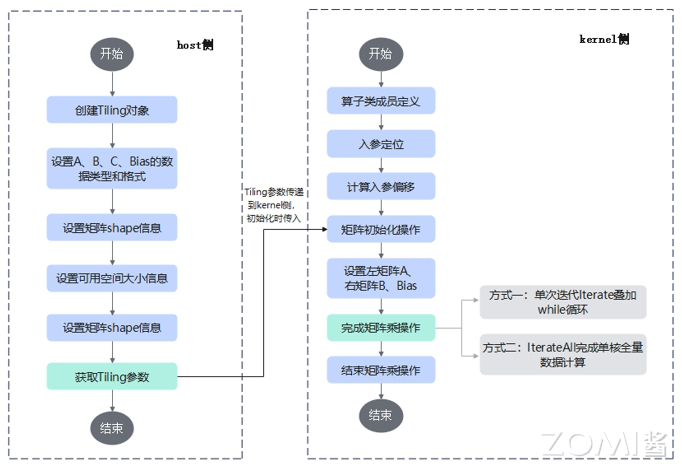 host侧
开始
创建Tiling对象
设置A、B、C、Bias的数
据类型和格式
设置矩阵shape信息
设置可用空间大小信息
设置矩阵shape信息
获取Tiling参数
结束
Tiling参数传递
到kernel侧，
初始化时传入
kernel侧
开始
算子类成员定义
入参定位
计算入参偏移
矩阵初始化操作
设置左矩阵A、
右矩阵B、Bias
完成矩阵乘操作
结束矩阵乘操作
结束
方式一：单次迭代Iterate叠加
while循环
方式二：IterateAll完成单核全量
数据计算
ZOMI酱